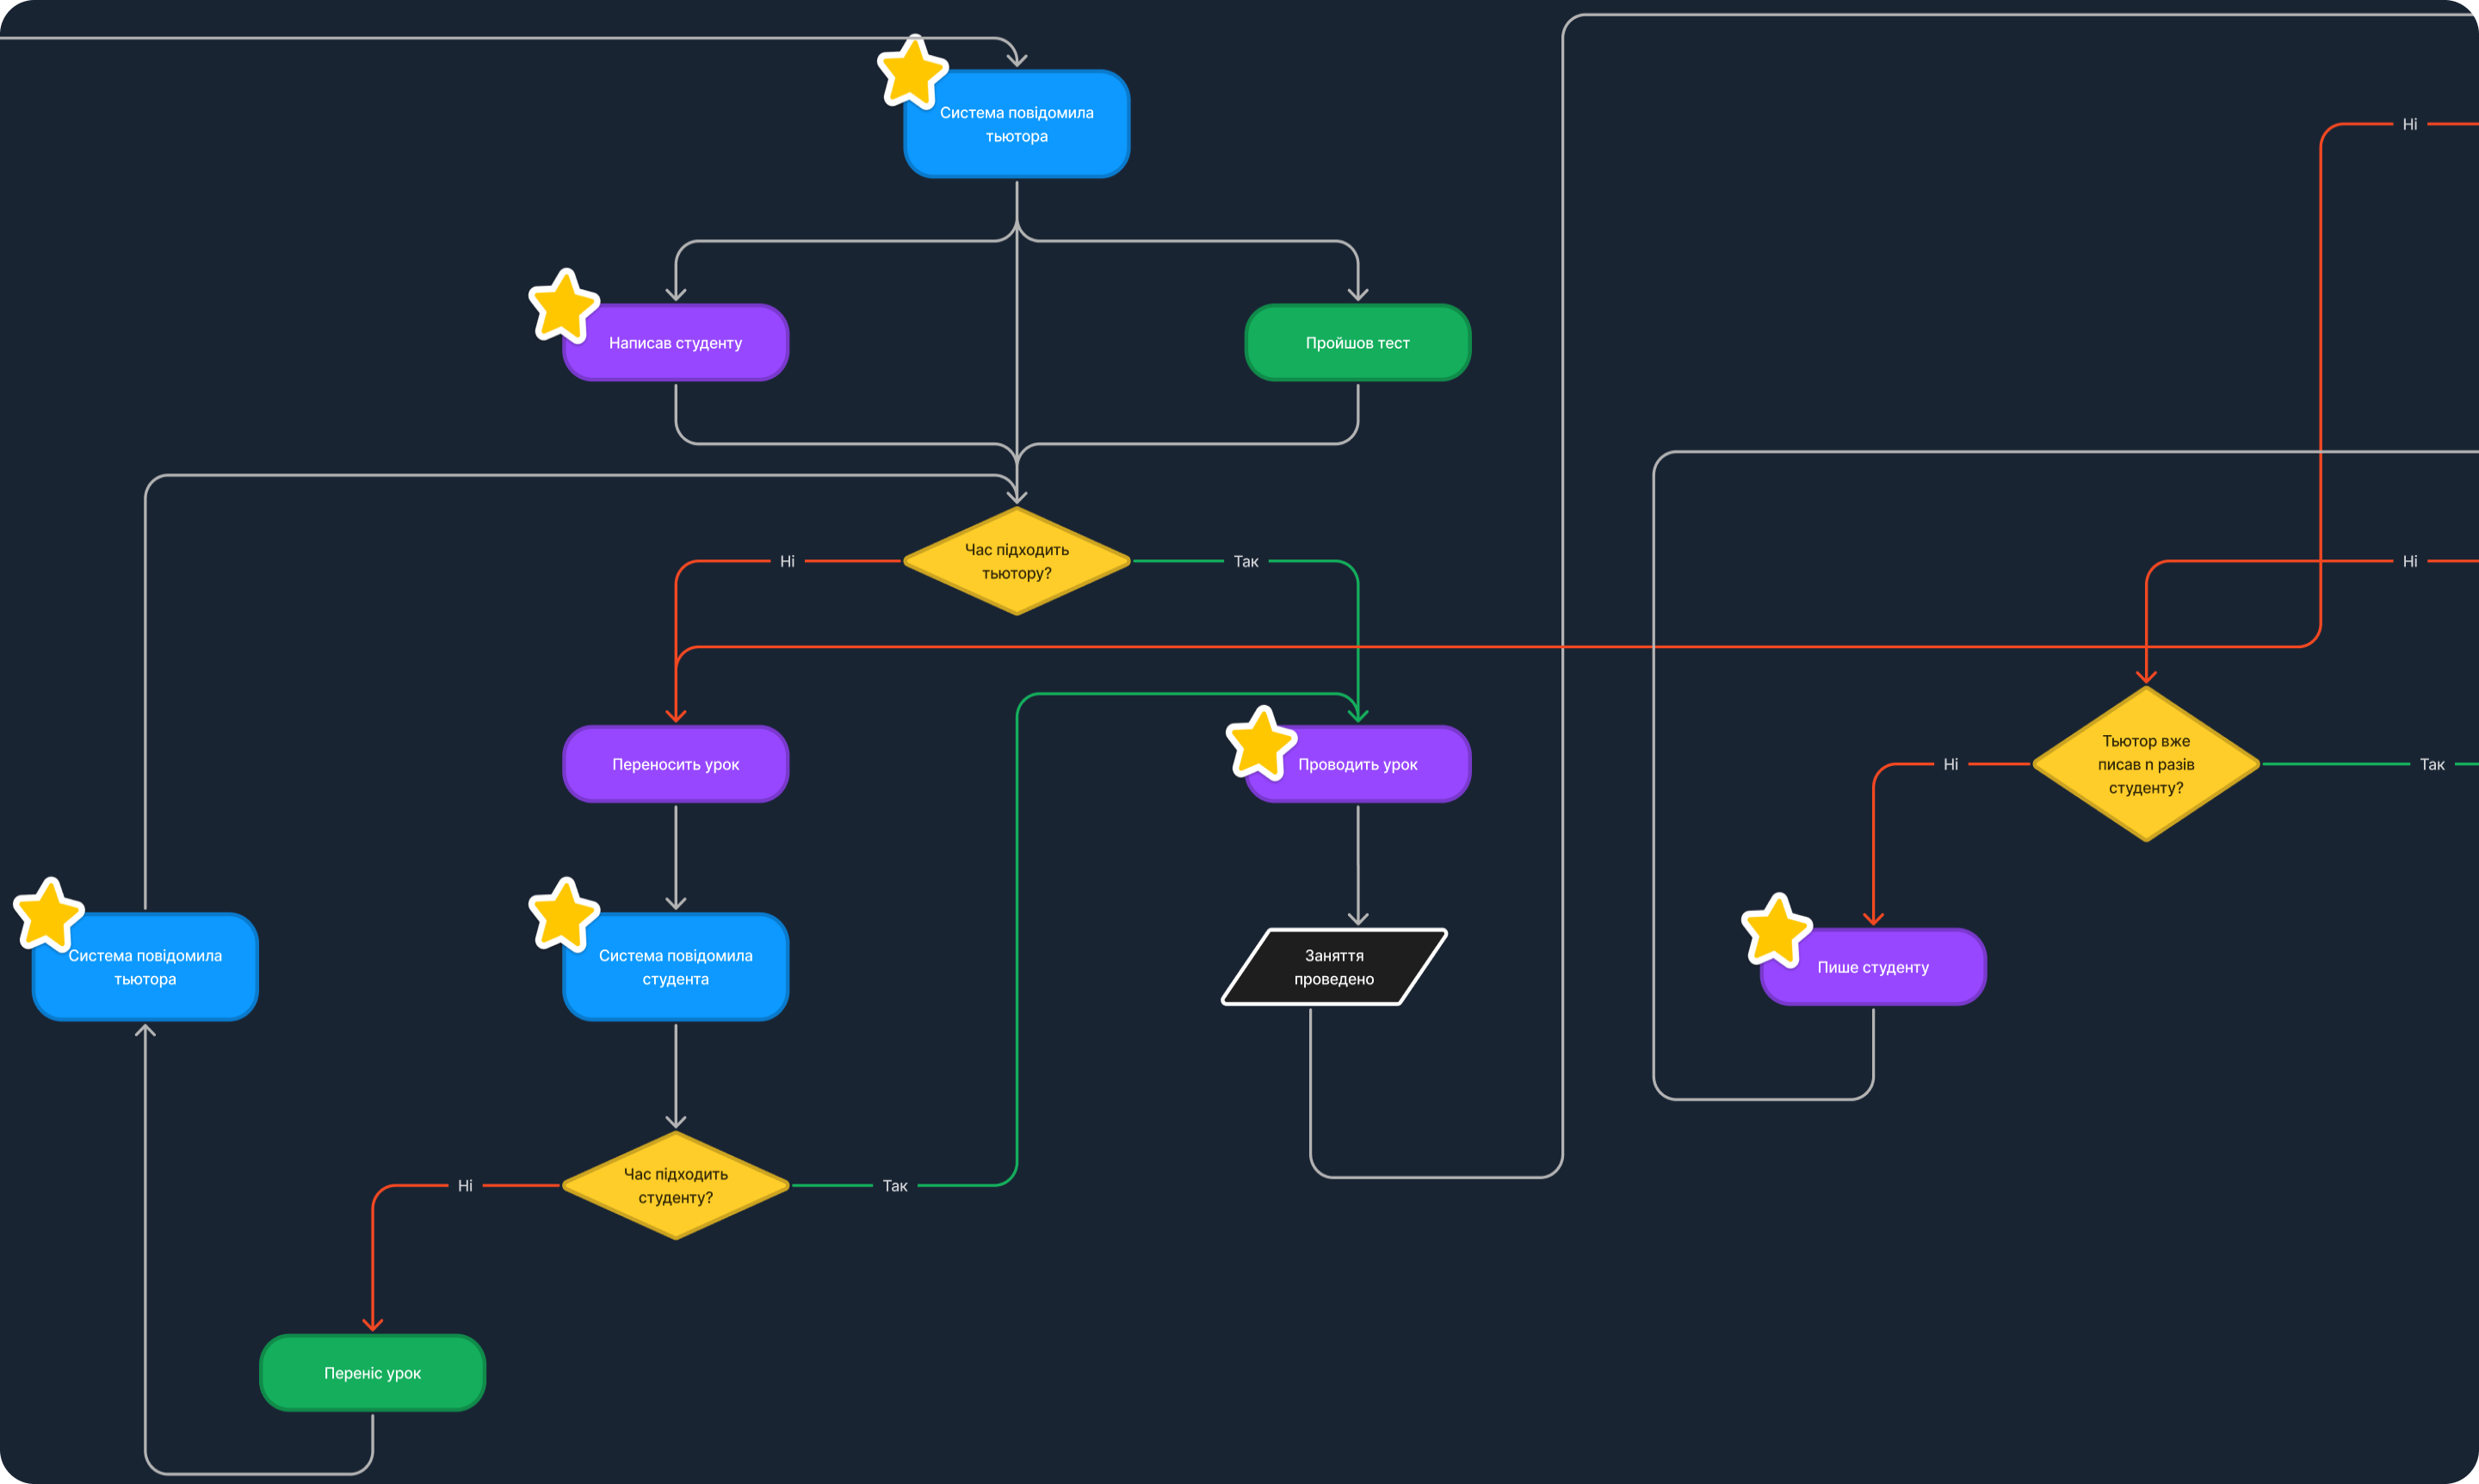 Система повідомила
тьютора
Ні
Написав студенту
Пройшов тест
Час підходить
тьютору?
Ні
Так
Ні
Переносить урок
Проводить урок
Тьютор вже
писав n разів
студенту?
Ні
Так
Система повідомила
тьютора
Система повідомила
студента
Заняття
проведено
Пише студенту
Час підходить
студенту?
Ні
Так
Переніс урок